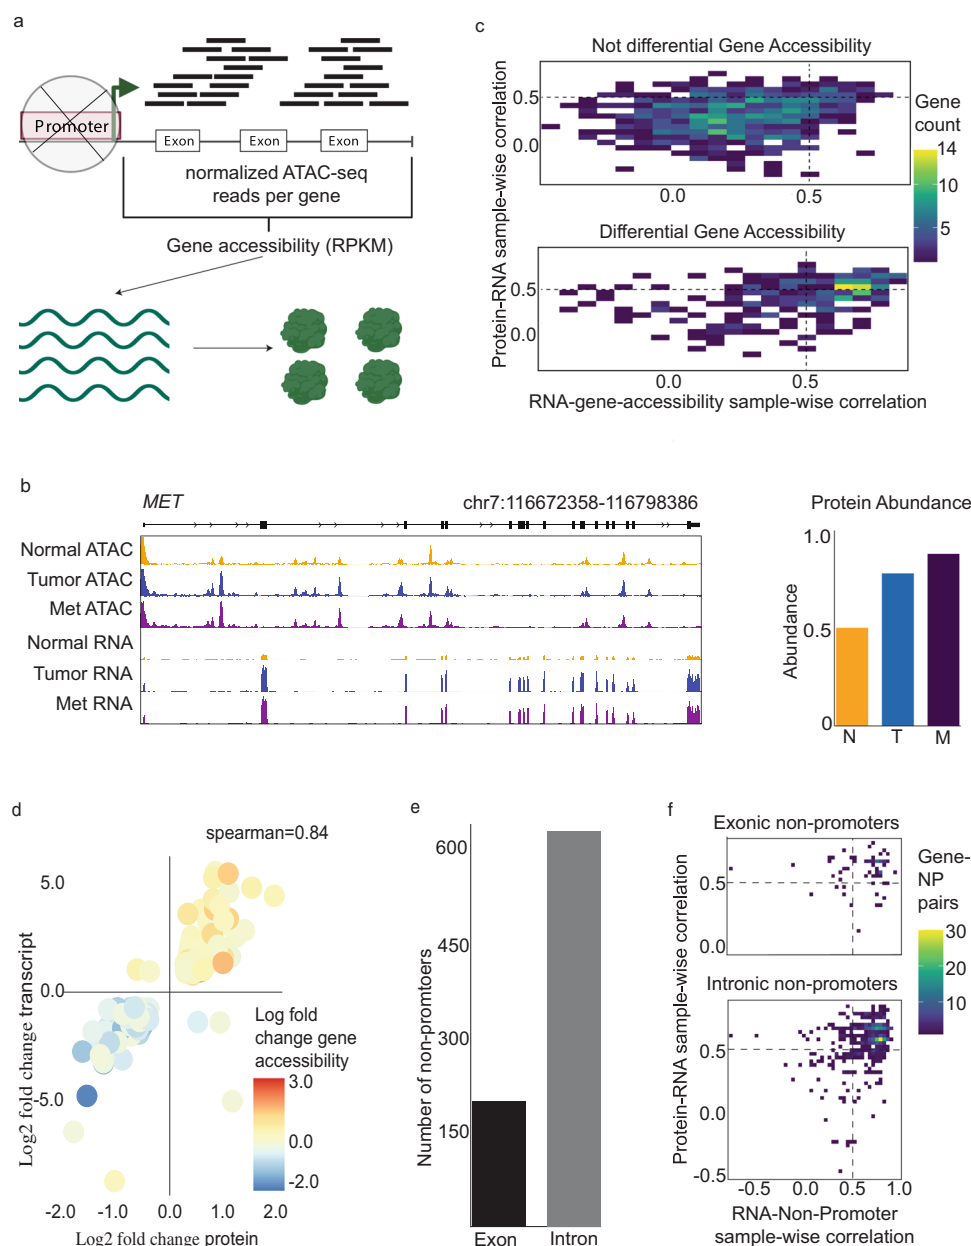 a
Promoter
Exon
Exon
Exon
normalized ATAC-seq
reads per gene
Gene accessibility (RPKM)
c
Not differential Gene Accessibility
Protein-RNA sample-wise correlation
0.5
0.0
0.0
0.5
Gene
count
14
10
5
Differential Gene Accessibility
0.5
0.0
0.0
0.5
RNA-gene-accessibility sample-wise correlation
b
MET
chr7:116672358-116798386
Normal ATAC
Tumor ATAC
Met ATAC
Normal RNA
Tumor RNA
Met RNA
Protein Abundance
Abundance
1.0
0.5
0
N
T
M
d
spearman=0.84
Log2 fold change transcript
5.0
0.0
-5.0
-2.0
-1.0
0.0
1.0
2.0
Log2 fold change protein
Log fold
change gene
accessibility
3.0
0.0
-2.0
e
Number of non-promtoers
600
450
300
150
Exon
Intron
f
Exonic non-promoters
Protein-RNA sample-wise correlation
0.5
0.0
Gene-
NP
pairs
30
20
10
Intronic non-promoters
0.5
0.0
-0.5
0.0
0.5
1.0
RNA-Non-Promoter
sample-wise correlation